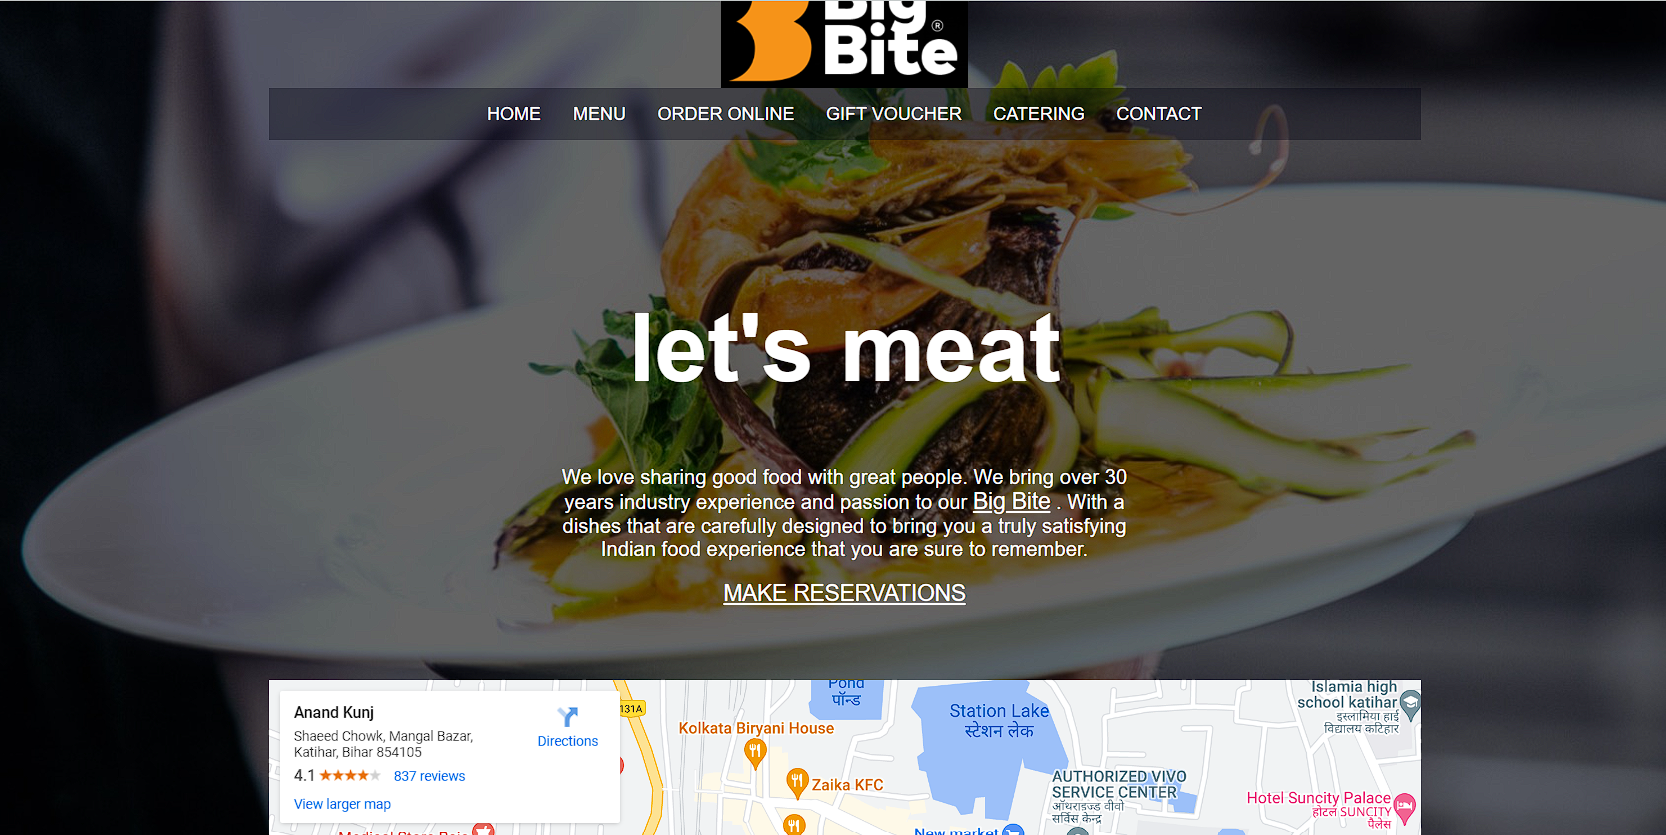 Big
Bite®
HOME MENU ORDER ONLINE GIFT VOUCHER CATERING CONTACT
let's meat
We love sharing good food with great people. We bring over 30
years industry experience and passion to our Big Bite . With a
dishes that are carefully designed to bring you a truly satisfying
Indian food experience that you are sure to remember.
MAKE RESERVATIONS
Anand Kunj
Shaeed Chowk, Mangal Bazar,
Katihar, Bihar 854105
4.1 837 reviews
View larger map
Directions
131A
Pond
पॉन्ड
Station Lake
स्टेशन लेक
Islamia high
school katihar
इस्लामिया हाई
विद्यालय कटिहार
Kolkata Biryani House
Zaika KFC
AUTHORIZED VIVO
SERVICE CENTER
ऑथराइज्ड वीवो
सर्विस केन्द्र
Hotel Suncity Palace
होटल SUNCITY
पैलेस
New market
Medical Store